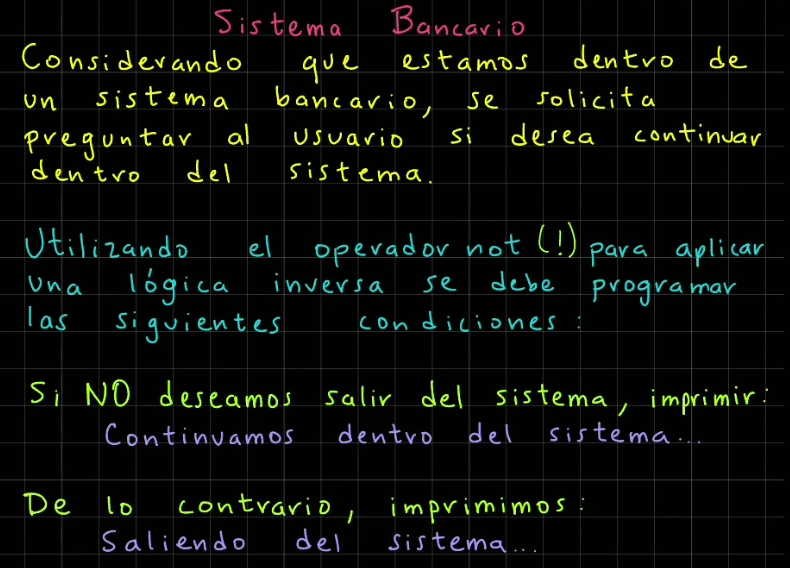 Sistema Bancario
Considerando que estamos dentro de
un sistema bancario, se solicita
preguntar al usuario si desea continuar
dentro del sistema.
Utilizando el operador not (!) para aplicar
una lógica inversa se debe programar
las siguientes condiciones:
Si NO deseamos salir del sistema, imprimir:
Continuamos dentro del sistema...
De lo contrario, imprimimos:
Saliendo del sistema...